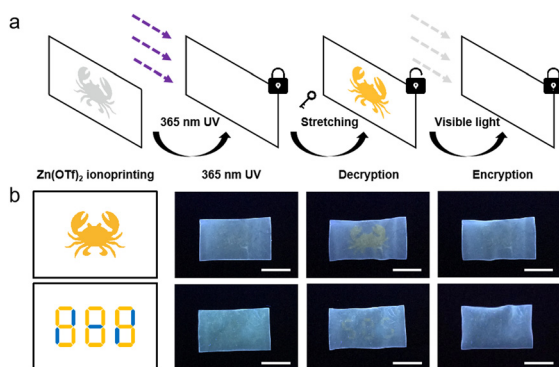 a
365 nm UV
Stretching
Visible light
Zn(OTf)₂ ionoprinting
365 nm UV
Decryption
Encryption
b